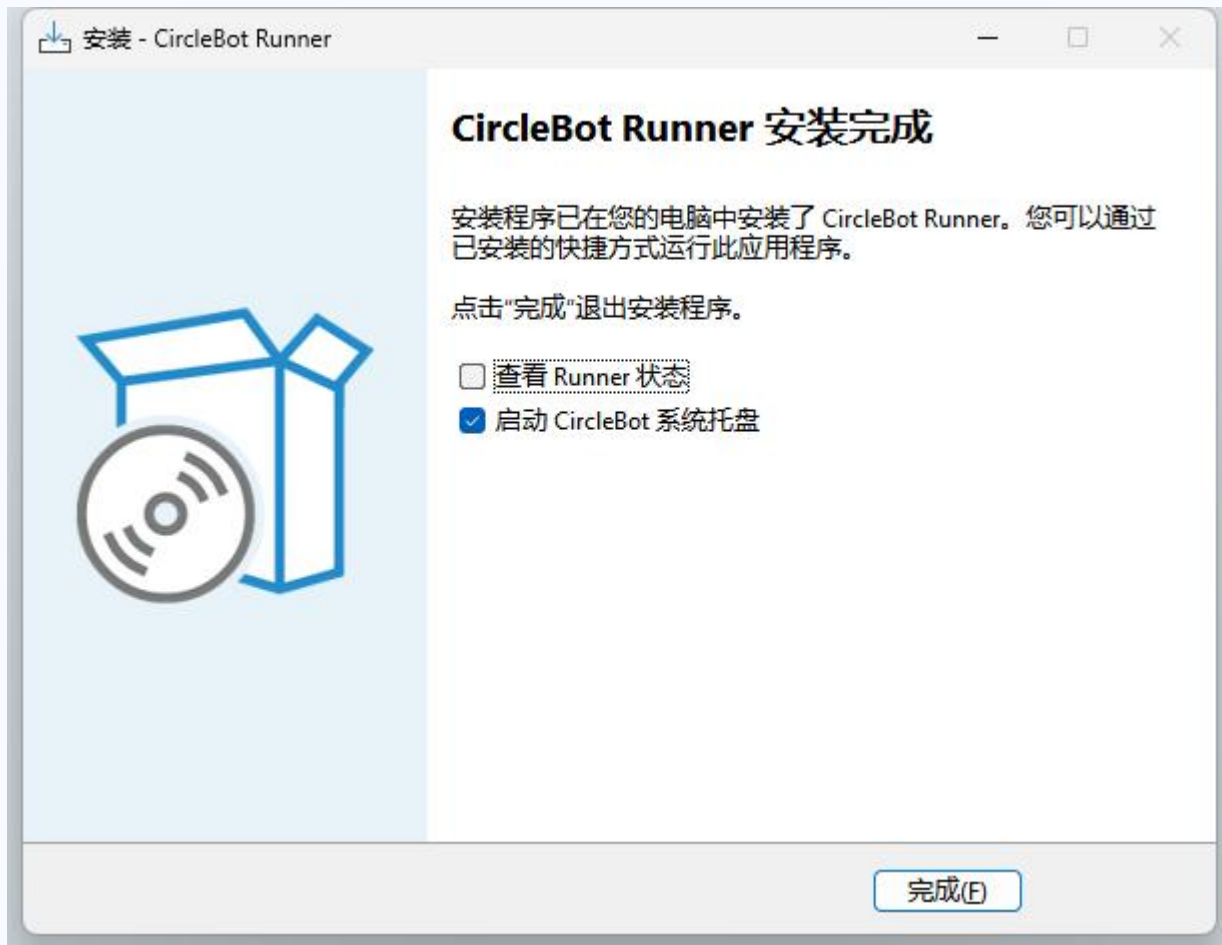 安装 - CircleBot Runner
CircleBot Runner 安装完成
安装程序已在您的电脑中安装了 CircleBot Runner。您可以通过
已安装的快捷方式运行此应用程序。
点击“完成”退出安装程序。
查看 Runner 状态
启动 CircleBot 系统托盘
完成(F)